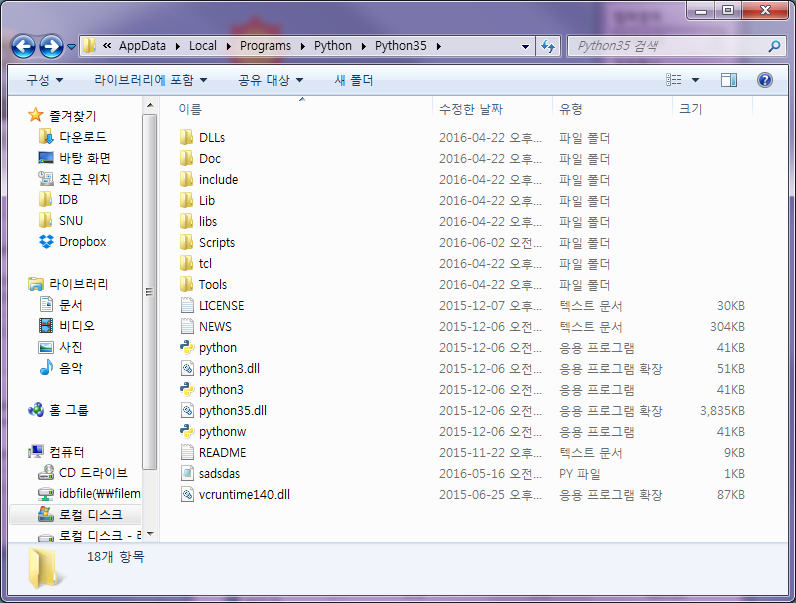 « AppData ▸ Local ▸ Programs ▸ Python ▸ Python35 ▸
Python35 검색
구성 라이브러리에 포함 공유 대상 새 폴더
이름 수정한 날짜 유형 크기
즐겨찾기
다운로드
바탕 화면
최근 위치
IDB
SNU
Dropbox
라이브러리
문서
비디오
사진
음악
홈 그룹
컴퓨터
CD 드라이브
idbfile(₩₩filem
로컬 디스크
로컬 디스크 -
DLLs 2016-04-22 오후... 파일 폴더
Doc 2016-04-22 오후... 파일 폴더
include 2016-04-22 오후... 파일 폴더
Lib 2016-04-22 오후... 파일 폴더
libs 2016-04-22 오후... 파일 폴더
Scripts 2016-06-02 오전... 파일 폴더
tcl 2016-04-22 오후... 파일 폴더
Tools 2016-04-22 오후... 파일 폴더
LICENSE 2015-12-07 오후... 텍스트 문서 30KB
NEWS 2015-12-06 오전... 텍스트 문서 304KB
python 2015-12-06 오전... 응용 프로그램 41KB
python3.dll 2015-12-06 오전... 응용 프로그램 확장 51KB
python3 2015-12-06 오전... 응용 프로그램 41KB
python35.dll 2015-12-06 오전... 응용 프로그램 확장 3,835KB
pythonw 2015-12-06 오전... 응용 프로그램 41KB
README 2015-11-22 오후... 텍스트 문서 9KB
sadsdas 2016-05-16 오전... PY 파일 1KB
vcruntime140.dll 2015-06-25 오후... 응용 프로그램 확장 87KB
18개 항목